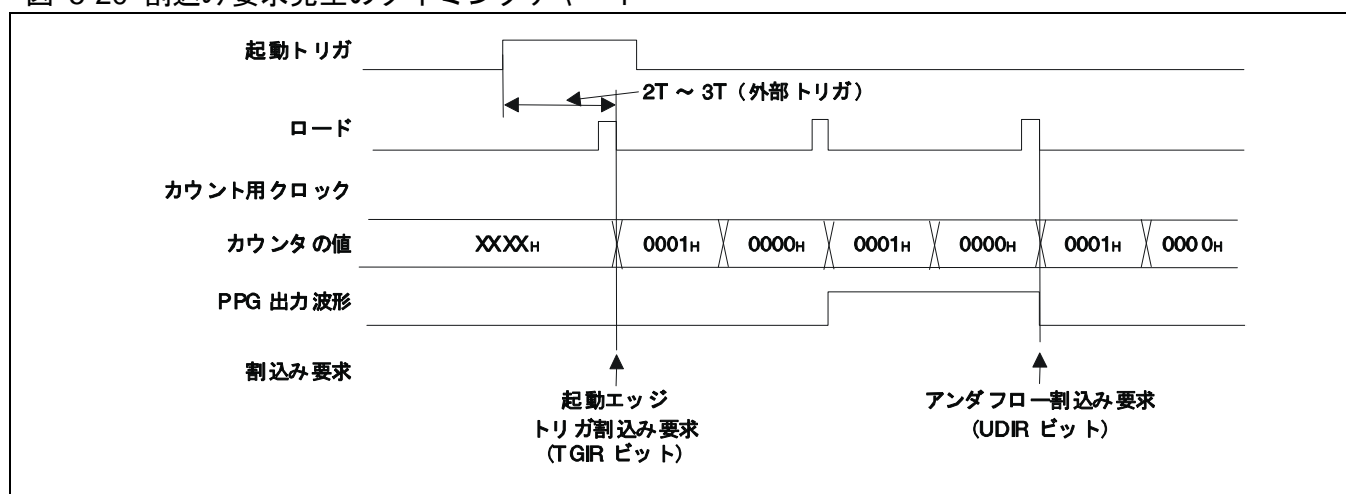 起動トリガ
2T ～ 3T（外部トリガ）
ロード
カウント用クロック
カウンタの値 XXXXH 0001H 0000H 0001H 0000H 0001H 0000H
PPG 出力波形
割込み要求
起動エッジ
トリガ割込み要求
(TGIR ビット)
アンダフロー割込み要求
(UDIR ビット)